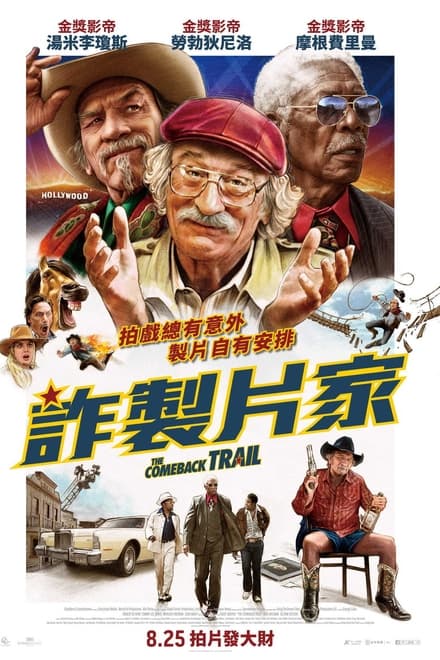 金獎影帝
湯米李瓊斯
金獎影帝
勞勃狄尼洛
金獎影帝
摩根費里曼
HOLLYWOOD
拍戲總有意外
製片自有安排
詐製片家
THE
COMEBACK TRAIL
8.25 拍片發大財